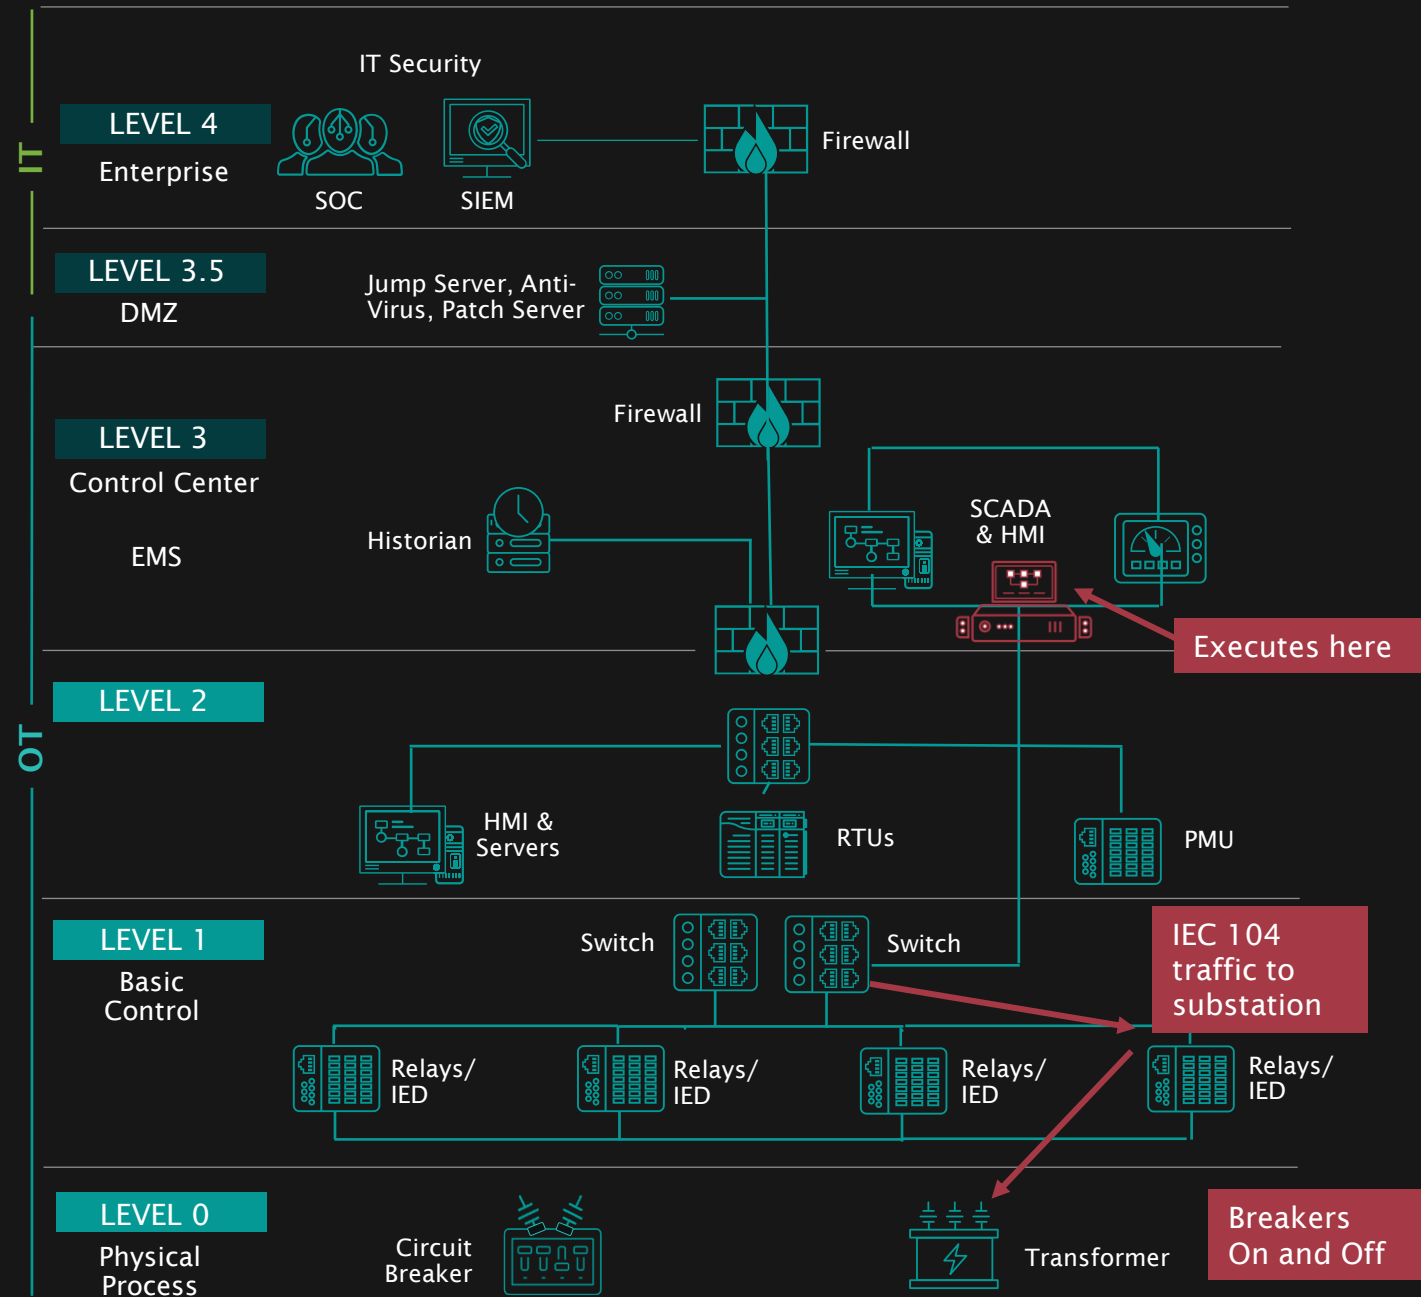 IT
IT Security
LEVEL 4
Enterprise
SOC
SIEM
Firewall
LEVEL 3.5
DMZ
Jump Server, Anti-
Virus, Patch Server
OT
LEVEL 3
Control Center
EMS
Firewall
Historian
SCADA
& HMI
Executes here
LEVEL 2
HMI &
Servers
RTUs
PMU
LEVEL 1
Basic
Control
Switch
Switch
IEC 104
traffic to
substation
Relays/
IED
Relays/
IED
Relays/
IED
Relays/
IED
LEVEL 0
Physical
Process
Circuit
Breaker
Transformer
Breakers
On and Off